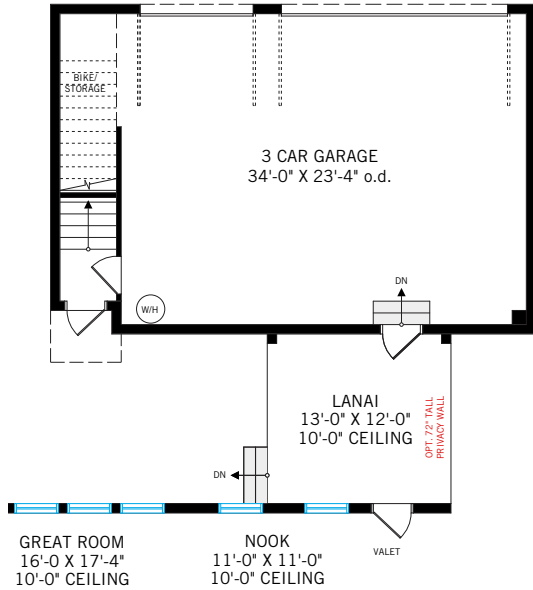 BIKE/
STORAGE
3 CAR GARAGE
34'-0" X 23'-4" o.d.
W/H
DN
LANAI
13'-0" X 12'-0"
10'-0" CEILING
OPT. 72" TALL
PRIVACY WALL
DN
GREAT ROOM
16'-0 X 17'-4"
10'-0" CEILING
NOOK
11'-0" X 11'-0"
10'-0" CEILING
VALET